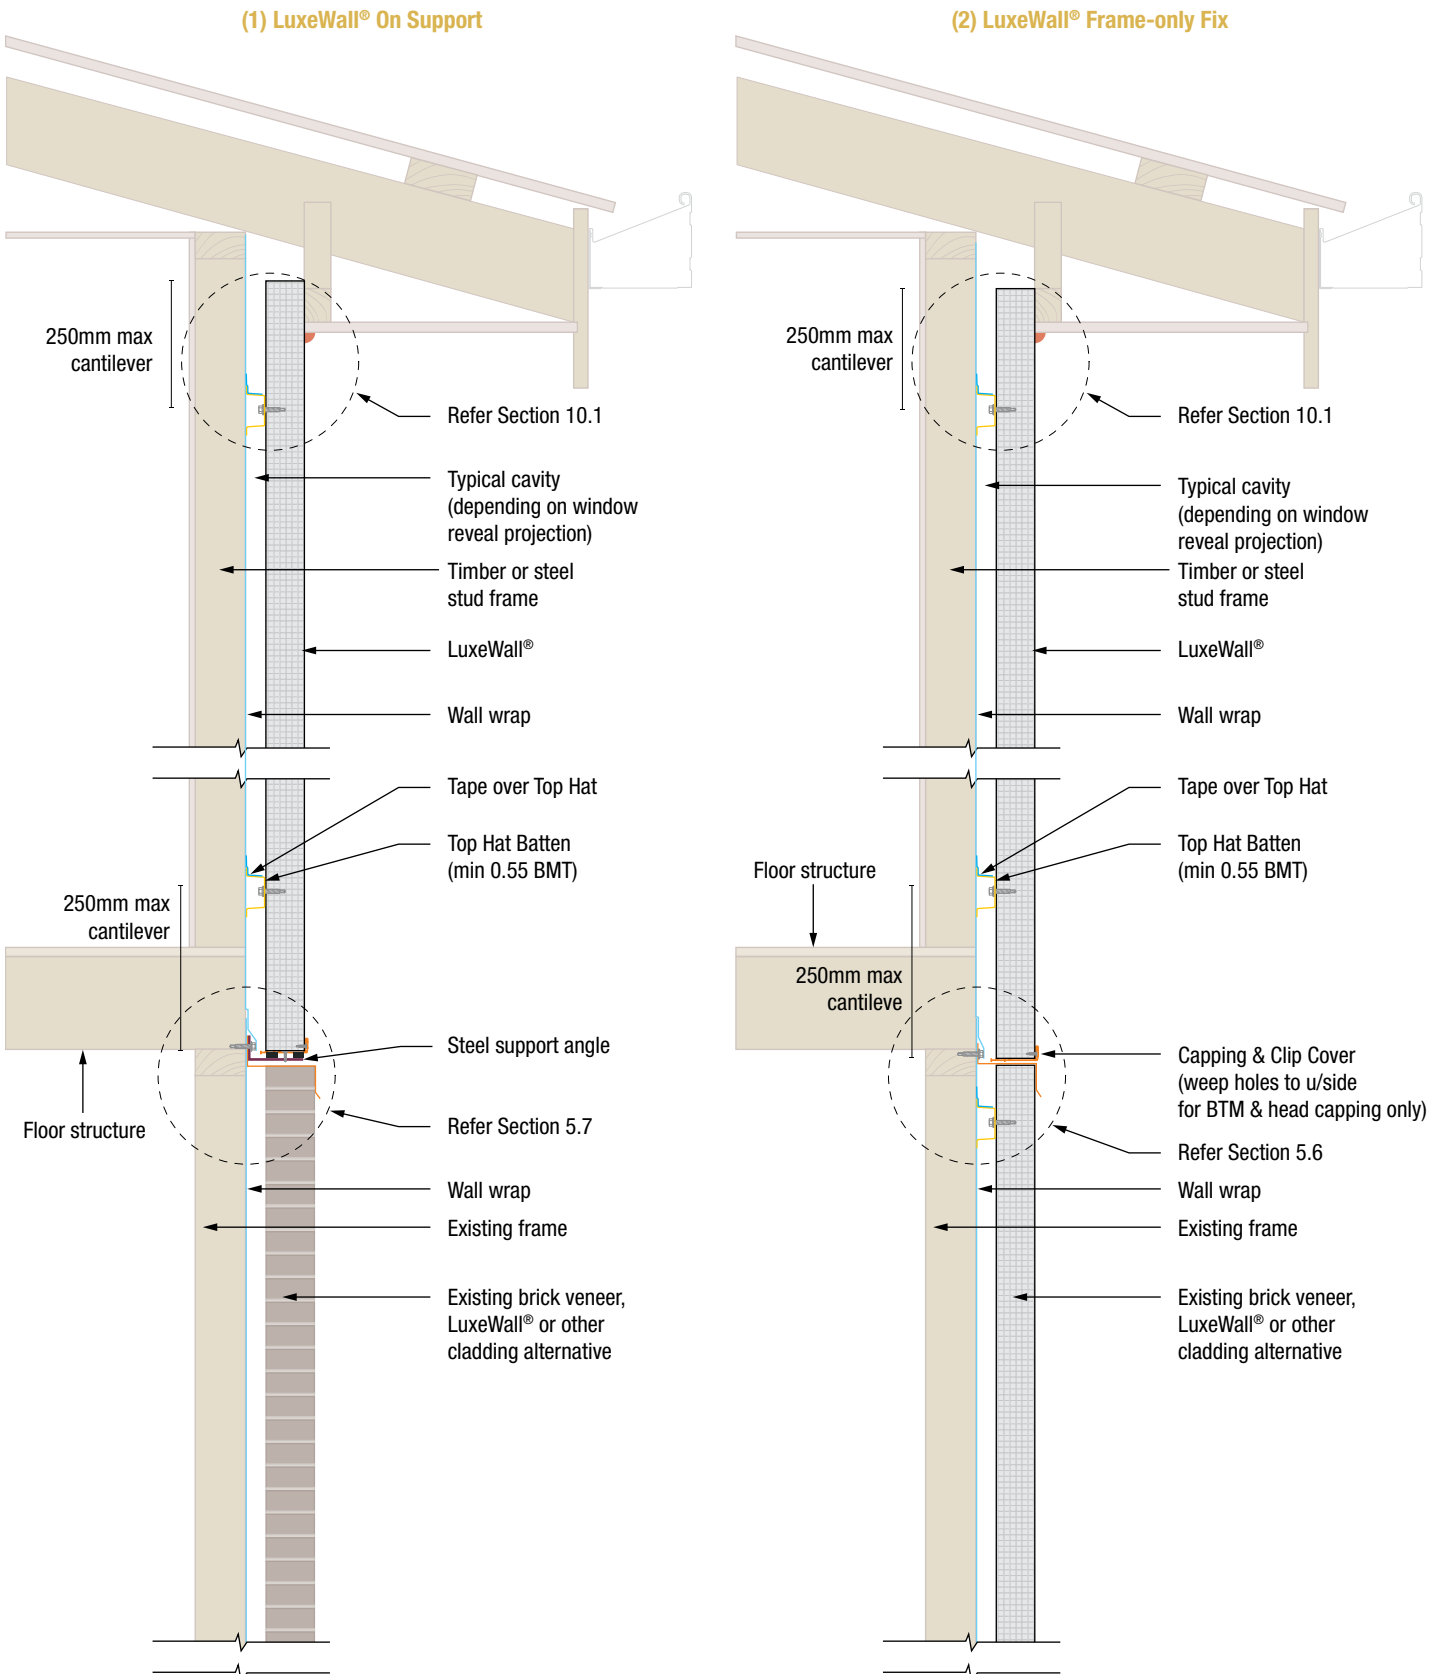 (1) LuxeWall® On Support
250mm max
cantilever
Refer Section 10.1
Typical cavity
(depending on window
reveal projection)
Timber or steel
stud frame
LuxeWall®
Wall wrap
Tape over Top Hat
Top Hat Batten
(min 0.55 BMT)
250mm max
cantilever
Steel support angle
Floor structure
Refer Section 5.7
Wall wrap
Existing frame
Existing brick veneer,
LuxeWall® or other
cladding alternative
(2) LuxeWall® Frame-only Fix
250mm max
cantilever
Refer Section 10.1
Typical cavity
(depending on window
reveal projection)
Timber or steel
stud frame
LuxeWall®
Wall wrap
Tape over Top Hat
Top Hat Batten
(min 0.55 BMT)
Floor structure
250mm max
cantileve
Capping & Clip Cover
(weep holes to u/side
for BTM & head capping only)
Refer Section 5.6
Wall wrap
Existing frame
Existing brick veneer,
LuxeWall® or other
cladding alternative